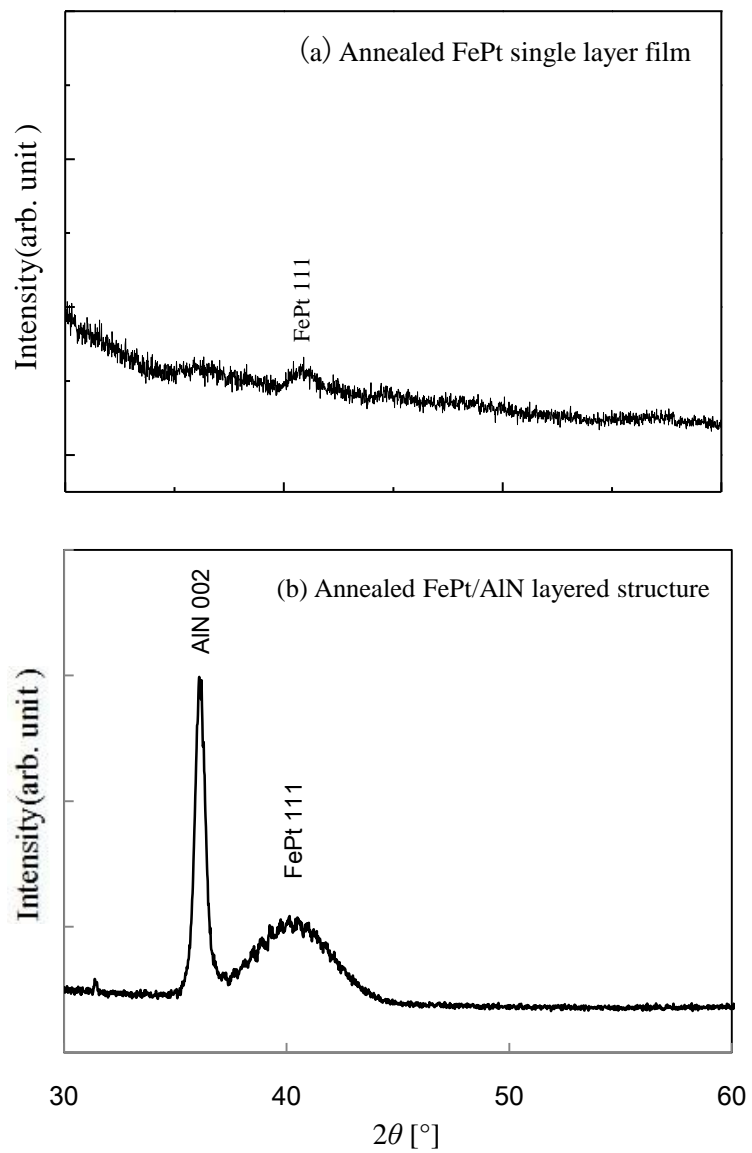 (a) Annealed FePt single layer film
Intensity(arb. unit )
FePt 111
(b) Annealed FePt/AlN layered structure
AlN 002
FePt 111
Intensity(arb. unit )
30 40 50 60
2θ [°]